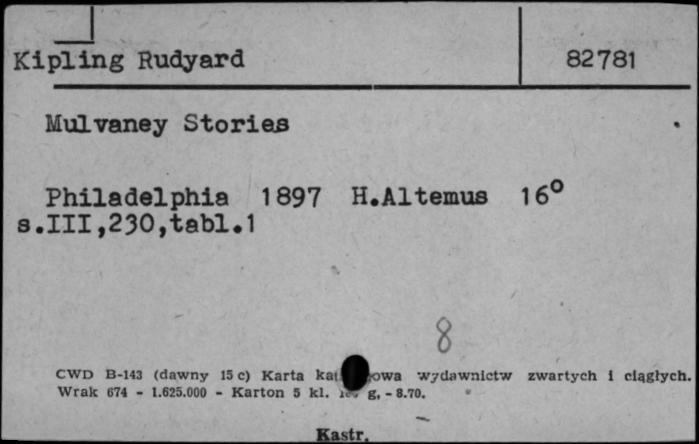 Kipling Rudyard 82781
Mulvaney Stories
Philadelphia 1897 H.Altemus 16°
s.III,230,tabl.1
8
CWD B-143 (dawny 15 c) Karta wydawnictw zwartych i ciągłych.
Wrak 674 - 1.625.000 - Karton 5 kl. g, - 8.70.
Kastr.